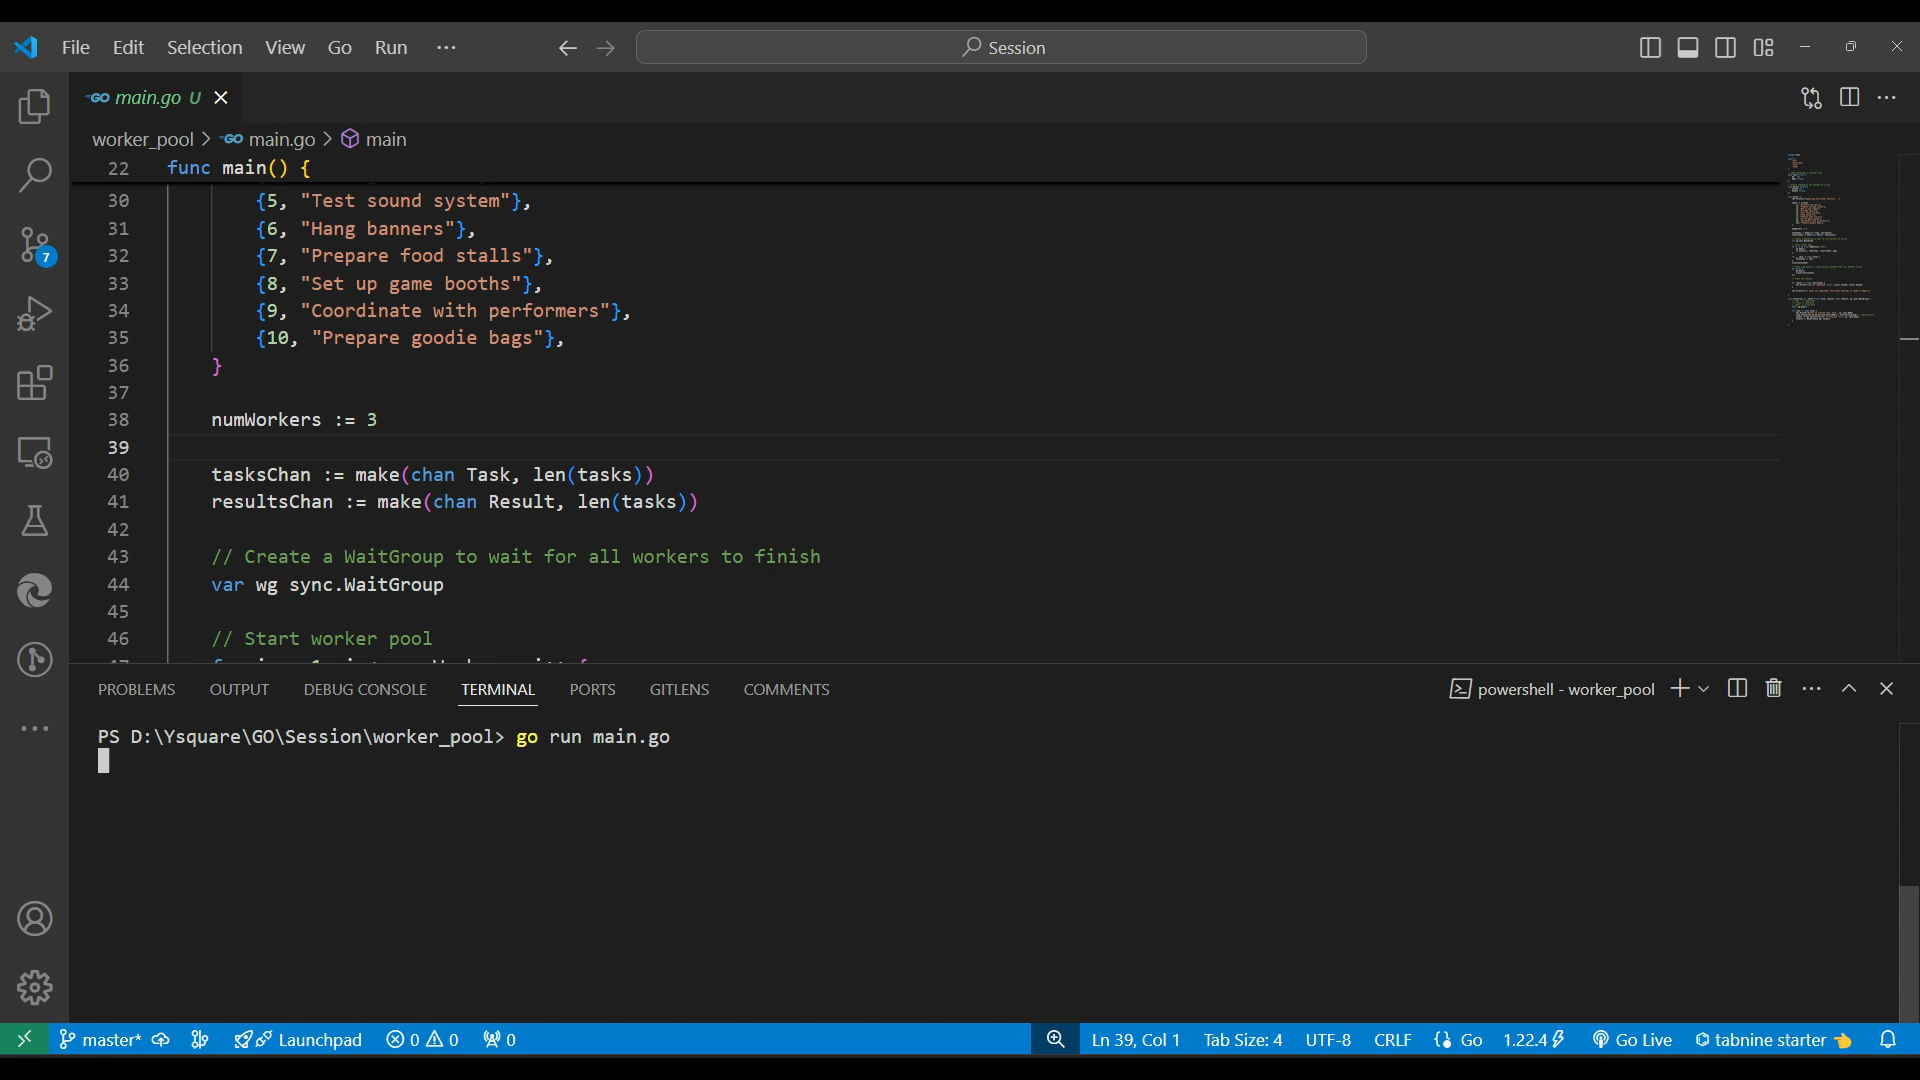 File Edit Selection View Go Run ··· Session
GO main.go U
worker_pool > GO main.go > main
22 func main() {
30 {5, "Test sound system"},
31 {6, "Hang banners"},
32 {7, "Prepare food stalls"},
33 {8, "Set up game booths"},
34 {9, "Coordinate with performers"},
35 {10, "Prepare goodie bags"},
36 }
37
38 numWorkers := 3
39
40 tasksChan := make(chan Task, len(tasks))
41 resultsChan := make(chan Result, len(tasks))
42
43 // Create a WaitGroup to wait for all workers to finish
44 var wg sync.WaitGroup
45
46 // Start worker pool
7
PROBLEMS OUTPUT DEBUG CONSOLE TERMINAL PORTS GITLENS COMMENTS powershell - worker_pool
PS D:\Ysquare\GO\Session\worker_pool> go run main.go
master* Launchpad 0 0 0 Ln 39, Col 1 Tab Size: 4 UTF-8 CRLF Go 1.22.4 Go Live tabnine starter